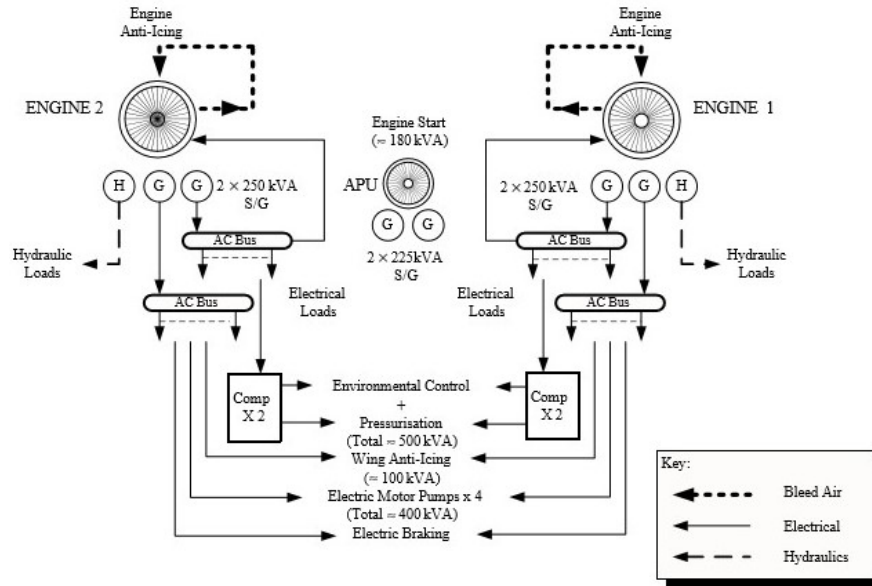 Engine
Anti-Icing
Engine
Anti-Icing
ENGINE 2
ENGINE 1
Engine Start
(≈ 180 kVA)
APU
H
G
G
2 × 250 kVA
S/G
G
G
2 × 225kVA
S/G
2 × 250 kVA
S/G
G
G
H
AC Bus
AC Bus
Hydraulic
Loads
Hydraulic
Loads
Electrical
Loads
Electrical
Loads
AC Bus
AC Bus
Comp
X 2
Comp
X 2
Environmental Control
+
Pressurisation
(Total ≈ 500 kVA)
Wing Anti-Icing
(≈ 100 kVA)
Electric Motor Pumps x 4
(Total ≈ 400 kVA)
Electric Braking
Key:
Bleed Air
Electrical
Hydraulics